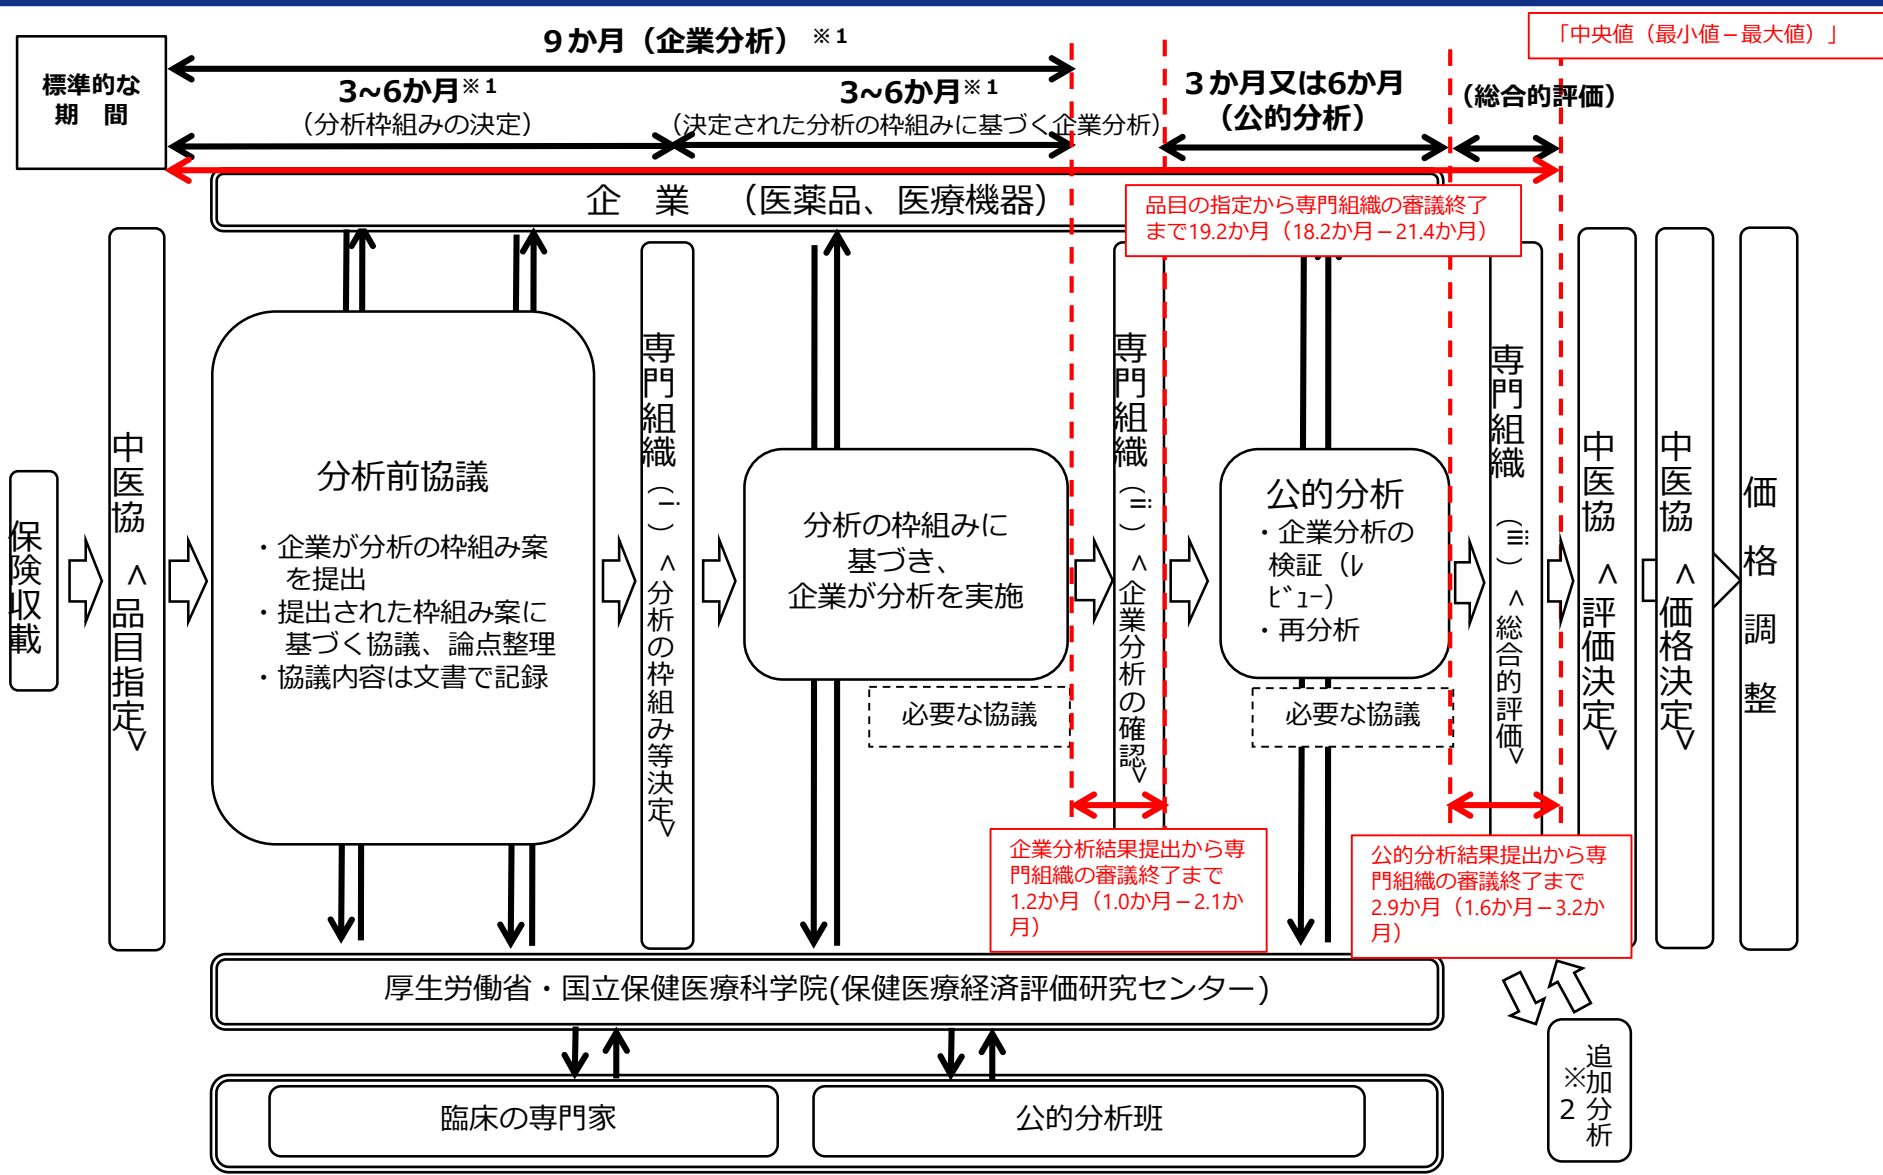 「中央値（最小値－最大値）」
標準的な
期　間
９か月（企業分析）※１
3~6か月※１
（分析枠組みの決定）
3~6か月※１
（決定された分析の枠組みに基づく企業分析）
３か月又は6か月
（公的分析）
（総合的評価）
企　業　（医薬品、医療機器）
品目の指定から専門組織の審議終了
まで19.2か月（18.2か月－21.4か月）
保険収載
中医協　＜品目指定＞
分析前協議
・企業が分析の枠組み案
を提出
・提出された枠組み案に
基づく協議、論点整理
・協議内容は文書で記録
専門組織（ⅰ）＜分析の枠組み等決定＞
分析の枠組みに
基づき、
企業が分析を実施
必要な協議
専門組織（ⅱ）＜企業分析の確認＞
公的分析
・企業分析の
検証（ﾚ
ﾋﾞｭｰ）
・再分析
必要な協議
専門組織　（ⅲ）＜総合的評価＞
中医協　＜評価決定＞
中医協　＜価格決定＞
価格調整
企業分析結果提出から専
門組織の審議終了まで
1.2か月（1.0か月－2.1か
月）
公的分析結果提出から専
門組織の審議終了まで
2.9か月（1.6か月－3.2か
月）
厚生労働省・国立保健医療科学院(保健医療経済評価研究センター)
臨床の専門家
公的分析班
追加分析
※２